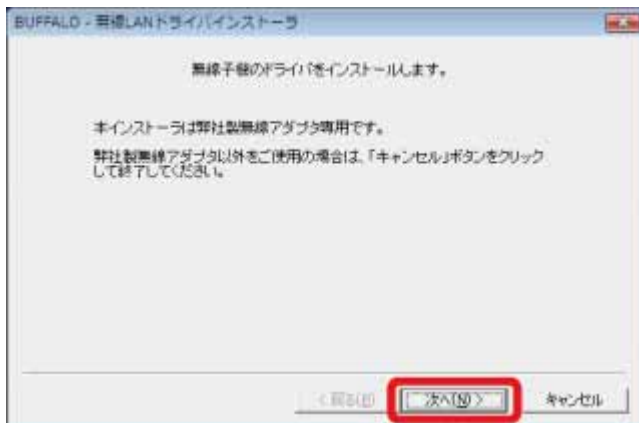 BUFFALO - 無線LANドライバインストーラ
無線子機のドライバをインストールします。
本インストーラは弊社製無線アダプタ専用です。
弊社製無線アダプタ以外をご使用の場合は、「キャンセル」ボタンをクリック
して終了してください。
< 戻る(B) 次へ(N) > キャンセル